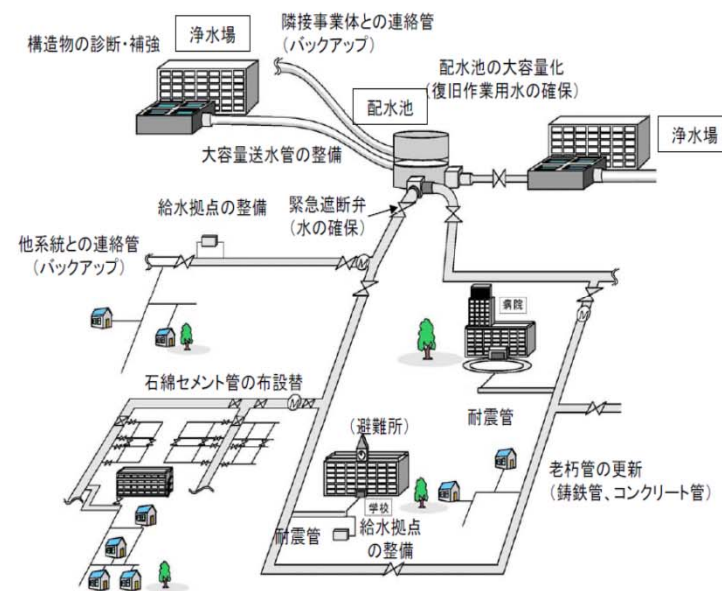 隣接事業体との連絡管
(バックアップ)
浄水場
構造物の診断・補強
配水池の大容量化
(復旧作業用水の確保)
配水池
浄水場
大容量送水管の整備
緊急遮断弁
(水の確保)
給水拠点の整備
他系統との連絡管
(バックアップ)
M
病院
M
石綿セメント管の布設替
M
耐震管
(避難所)
老朽管の更新
(鋳鉄管、コンクリート管)
学校
耐震管
給水拠点
の整備